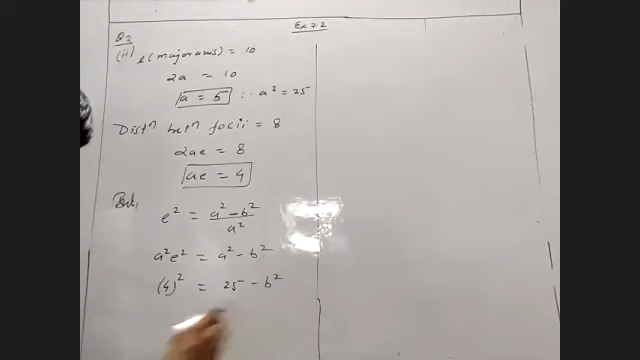 Ex 7.2
Q2
(ii) l(major axis) = 10
2a = 10
a = 5 ∴ a² = 25
Distⁿ betⁿ focii = 8
2ae = 8
ae = 4
But,
e² = a² - b² / a²
a²e² = a² - b²
(4)² = 25 - b²